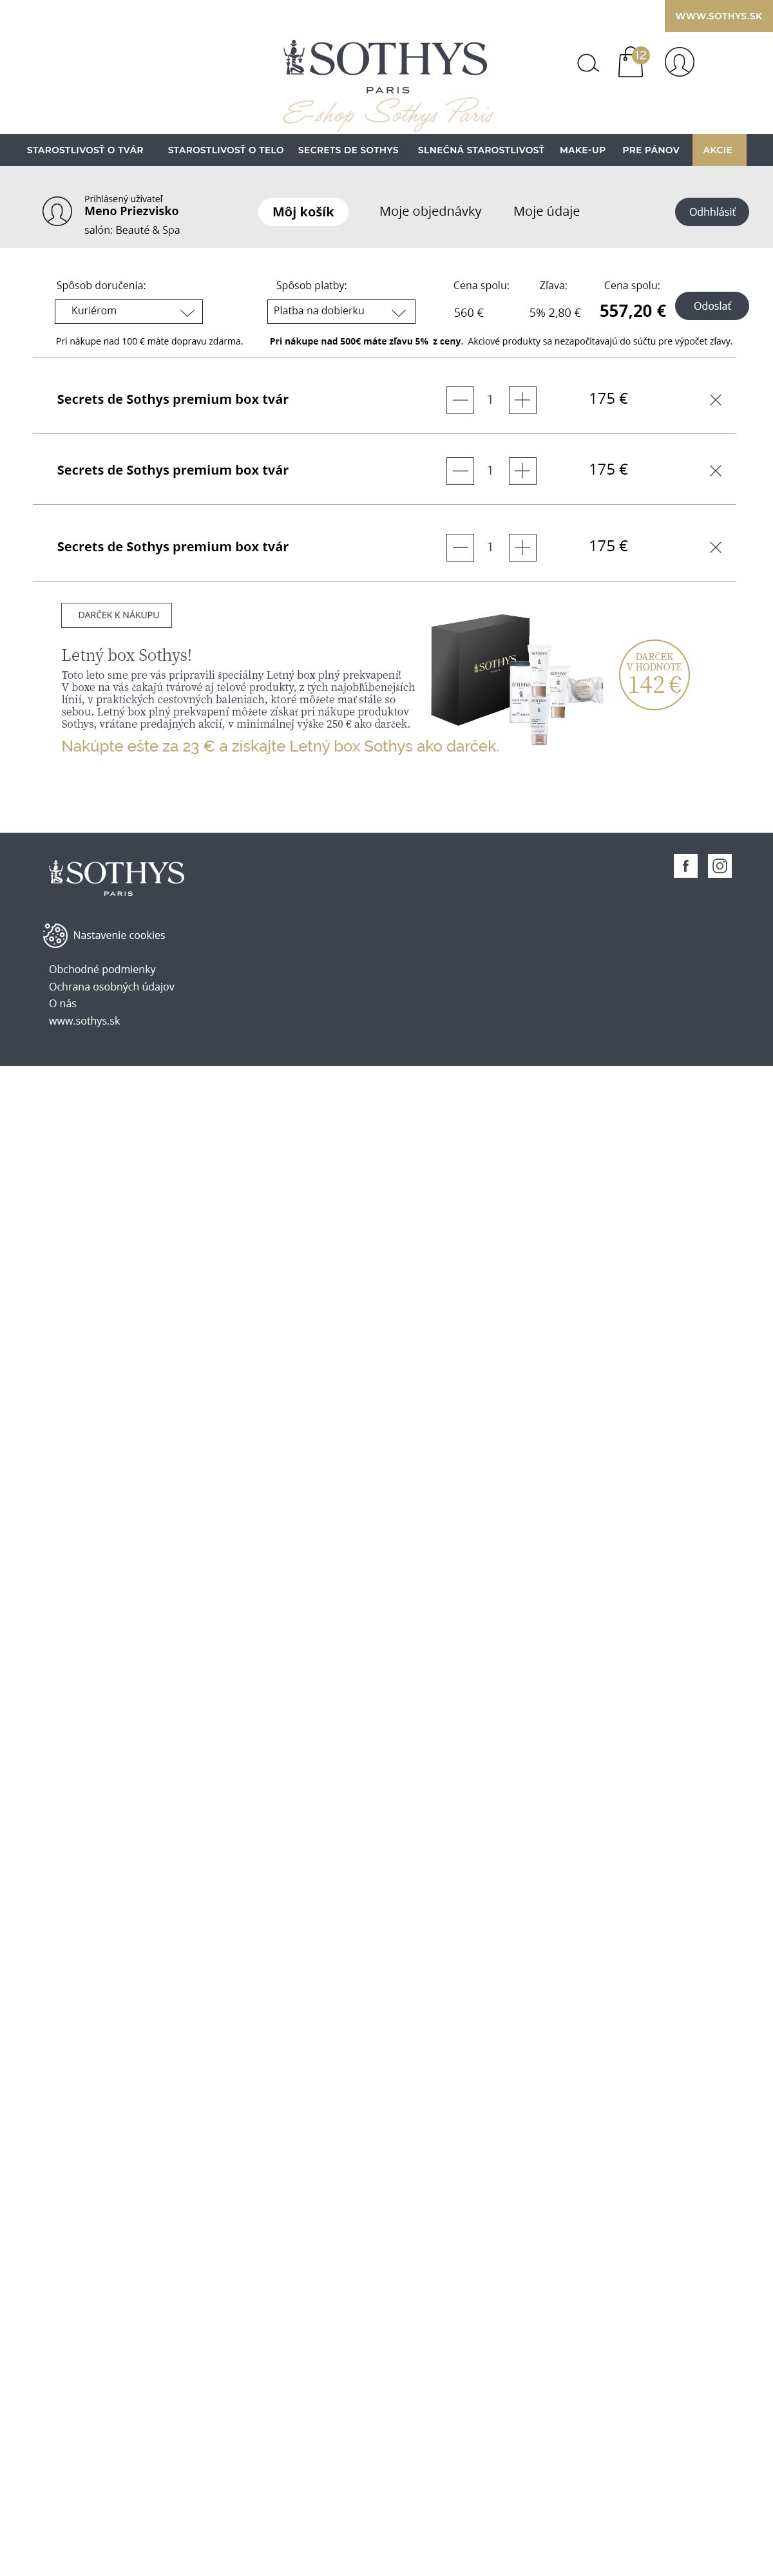 WWW.SOTHYS.SK
SOTHYS
PARIS
12
E-shop Sothys Paris
STAROSTLIVOSŤ O TVÁR STAROSTLIVOSŤ O TELO SECRETS DE SOTHYS SLNEČNÁ STAROSTLIVOSŤ MAKE-UP PRE PÁNOV AKCIE
Prihlásený užívateľ
Meno Priezvisko
salón: Beauté & Spa
Môj košík Moje objednávky Moje údaje Odhhlásiť
Spôsob doručenia: Spôsob platby: Cena spolu: Zľava: Cena spolu:
Kuriérom Platba na dobierku 560 € 5% 2,80 € 557,20 € Odoslať
Pri nákupe nad 100 € máte dopravu zdarma. Pri nákupe nad 500€ máte zľavu 5% z ceny. Akciové produkty sa nezapočítavajú do súčtu pre výpočet zľavy.
Secrets de Sothys premium box tvár 1 175 €
Secrets de Sothys premium box tvár 1 175 €
Secrets de Sothys premium box tvár 1 175 €
DARČEK K NÁKUPU
Letný box Sothys!
Toto leto sme pre vás pripravili špeciálny Letný box plný prekvapení!
V boxe na vás čakajú tvárové aj telové produkty, z tých najobľúbenejších
línií, v praktických cestovných baleniach, ktoré môžete mať stále so
sebou. Letný box plný prekvapení môžete získať pri nákupe produktov
Sothys, vrátane predajných akcií, v minimálnej výške 250 € ako darček.
SOTHYS
SOTHYS
SOTHYS
SOTHYS
SOTHYS
DARČEK
V HODNOTE
142 €
Nakúpte ešte za 23 € a získajte Letný box Sothys ako darček.
SOTHYS
PARIS
Nastavenie cookies
Obchodné podmienky
Ochrana osobných údajov
O nás
www.sothys.sk